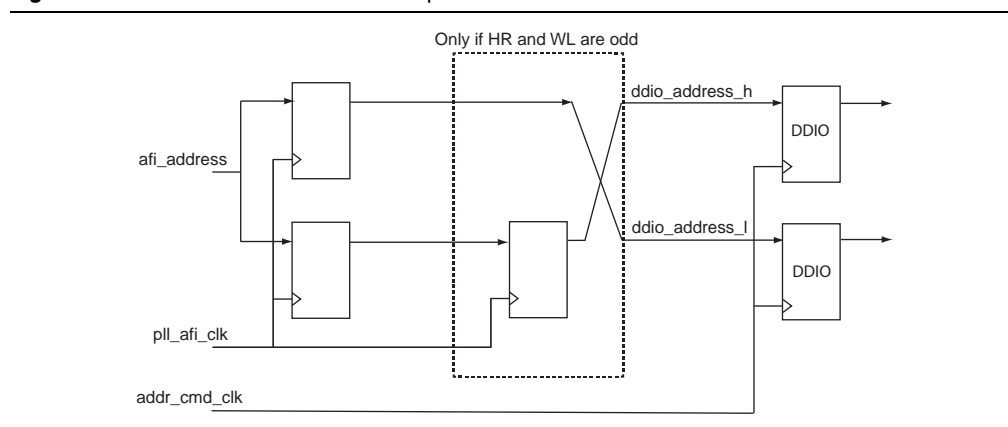 Only if HR and WL are odd
ddio_address_h
DDIO
afi_address
ddio_address_l
DDIO
pll_afi_clk
addr_cmd_clk